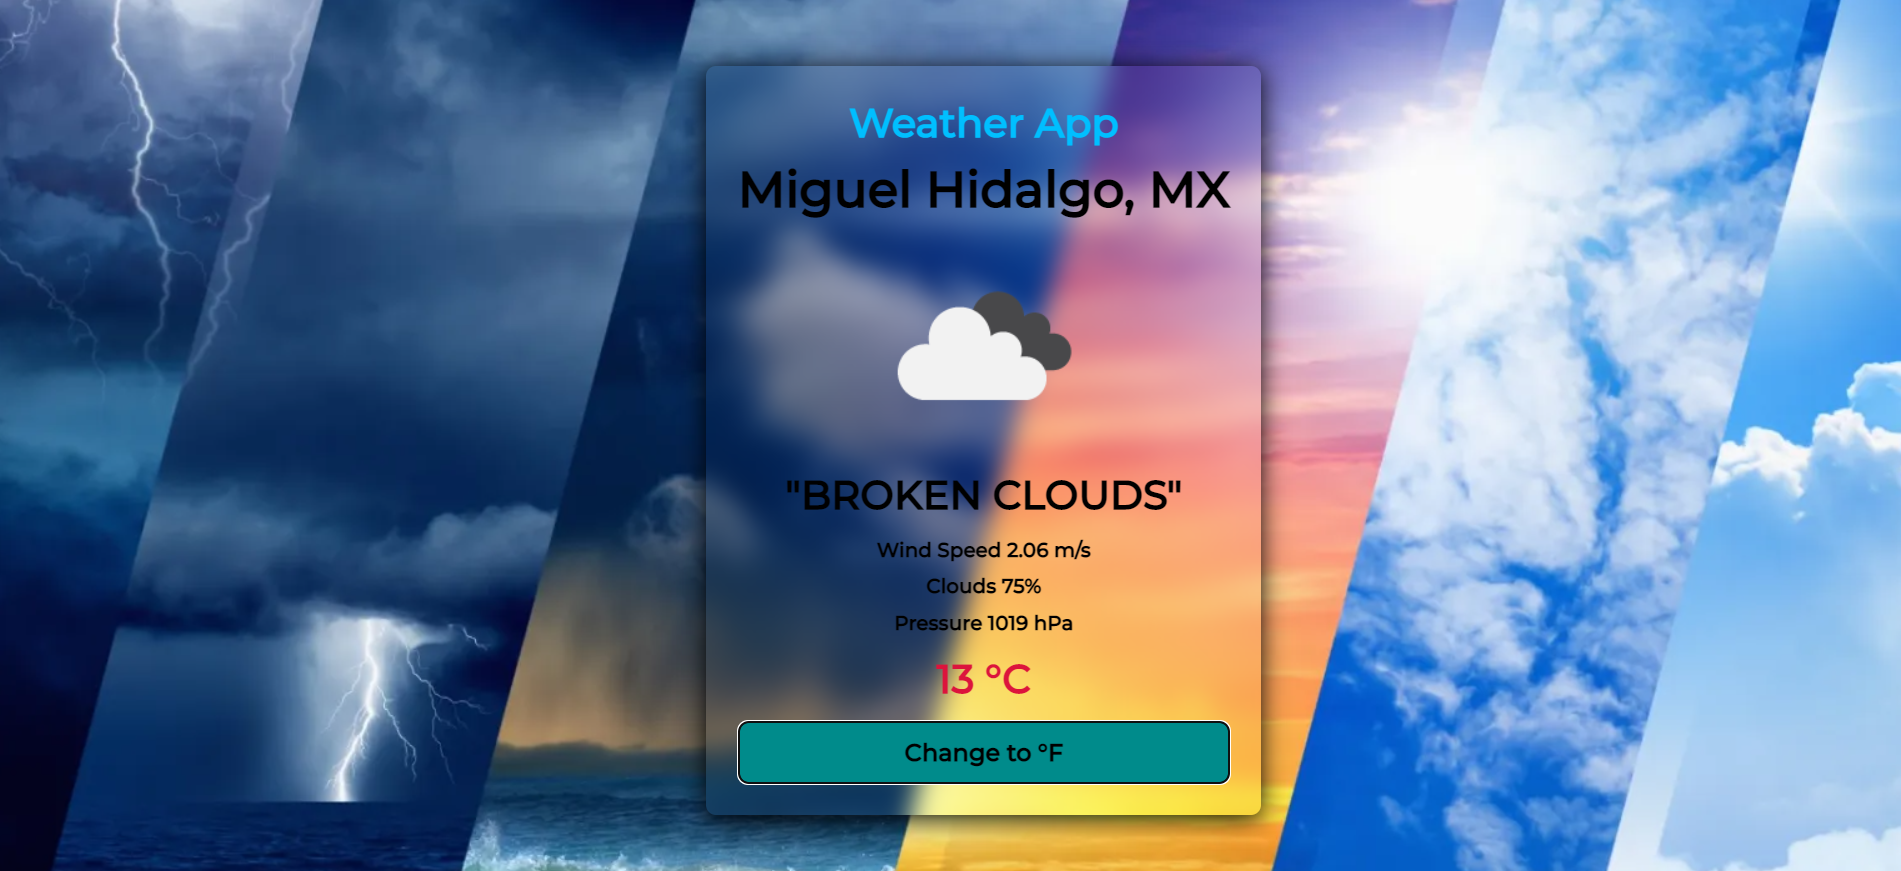 Weather App
Miguel Hidalgo, MX
"BROKEN CLOUDS"
Wind Speed 2.06 m/s
Clouds 75%
Pressure 1019 hPa
13 °C
Change to °F